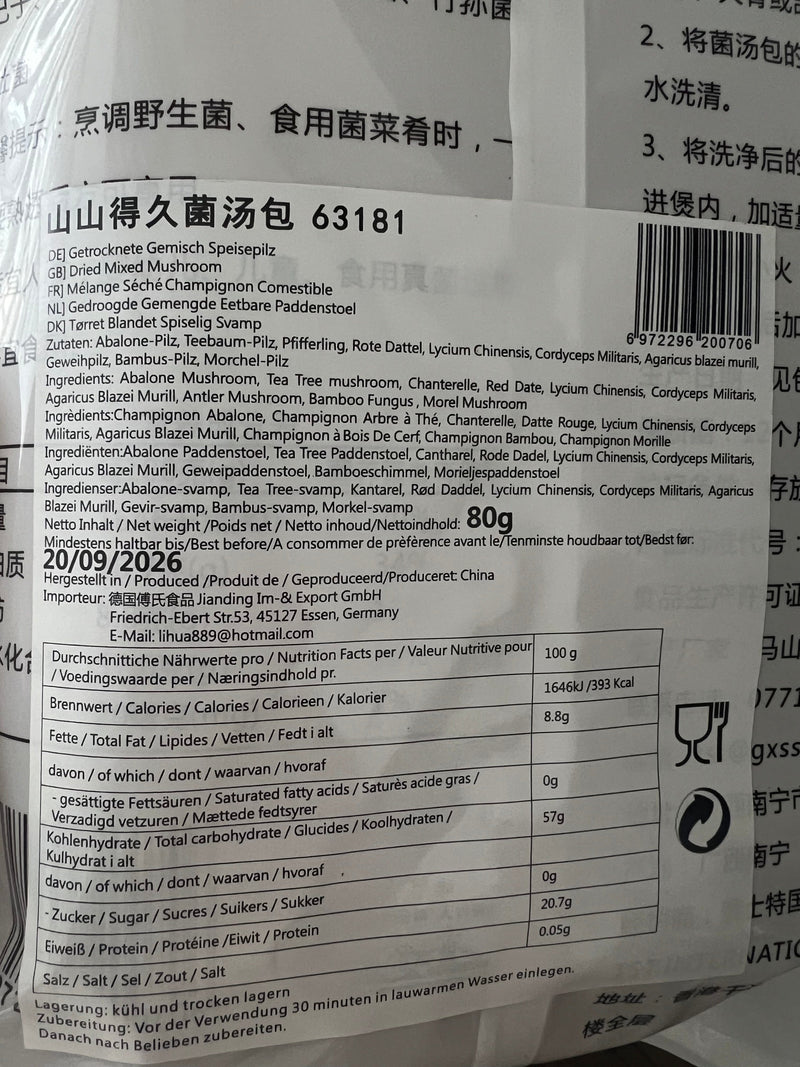 、竹孙菌
：烹调野生菌、食用菌菜肴时，一
2、将菌汤包的
水洗清。
3、将洗净后的
进煲内，加适量
山山得久菌汤包 63181
DE] Getrocknete Gemisch Speisepilz
GB] Dried Mixed Mushroom
FR] Mélange Séché Champignon Comestible
NL] Gedroogde Gemengde Eetbare Paddenstoel
DK] Tørret Blandet Spiselig Svamp
6 972296 200706
Zutaten: Abalone-Pilz, Teebaum-Pilz, Pfifferling, Rote Dattel, Lycium Chinensis, Cordyceps Militaris, Agaricus blazei murill,
Geweihpilz, Bambus-Pilz, Morchel-Pilz
Ingredients: Abalone Mushroom, Tea Tree mushroom, Chanterelle, Red Date, Lycium Chinensis, Cordyceps Militaris,
Agaricus Blazei Murill, Antler Mushroom, Bamboo Fungus , Morel Mushroom
Ingrèdients:Champignon Abalone, Champignon Arbre à Thé, Chanterelle, Datte Rouge, Lycium Chinensis, Cordyceps
Militaris, Agaricus Blazei Murill, Champignon à Bois De Cerf, Champignon Bambou, Champignon Morille
Ingrediënten:Abalone Paddenstoel, Tea Tree Paddenstoel, Cantharel, Rode Dadel, Lycium Chinensis, Cordyceps Militaris,
Agaricus Blazei Murill, Geweipaddenstoel, Bamboeschimmel, Morieljespaddenstoel
Ingredienser:Abalone-svamp, Tea Tree-svamp, Kantarel, Rød Daddel, Lycium Chinensis, Cordyceps Militaris, Agaricus
Blazei Murill, Gevir-svamp, Bambus-svamp, Morkel-svamp
Netto Inhalt / Net weight /Poids net / Netto inhoud/Nettoindhold: 80g
Mindestens haltbar bis/Best before/A consommer de prèfèrence avant le/Tenminste houdbaar tot/Bedst før:
20/09/2026
Hergestellt in / Produced /Produit de / Geproduceerd/Produceret: China
Importeur: 德国傅氏食品 Jianding Im-& Export GmbH
Friedrich-Ebert Str.53, 45127 Essen, Germany
E-Mail: lihua889@hotmail.com
Durchschnittiche Nährwerte pro / Nutrition Facts per / Valeur Nutritive pour
/ Voedingswaarde per / Næringsindhold pr. 100 g
Brennwert / Calories / Calories / Calorieen / Kalorier 1646kJ /393 Kcal
Fette / Total Fat / Lipides / Vetten / Fedt i alt 8.8g
davon / of which / dont / waarvan / hvoraf
- gesättigte Fettsäuren / Saturated fatty acids / Saturès acide gras /
Verzadigd vetzuren / Mættede fedtsyrer 0g
Kohlenhydrate / Total carbohydrate / Glucides / Koolhydraten /
Kulhydrat i alt 57g
davon / of which / dont / waarvan / hvoraf
- Zucker / Sugar / Sucres / Suikers / Sukker 0g
Eiweiß / Protein / Protéine /Eiwit / Protein 20.7g
Salz / Salt / Sel / Zout / Salt 0.05g
Lagerung: kühl und trocken lagern
Zubereitung: Vor der Verwendung 30 minuten in lauwarmen Wasser einlegen.
Danach nach Belieben zubereiten.
地址：香港
楼全层